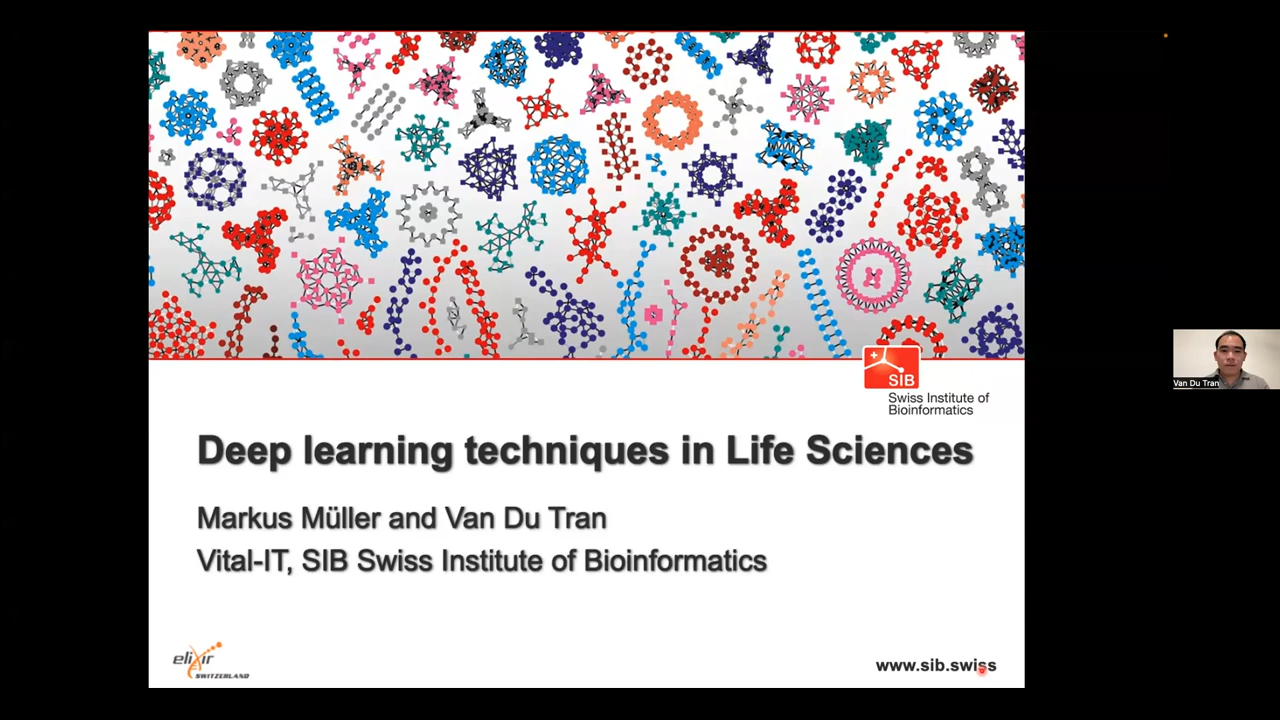 SIB
Swiss Institute of
Bioinformatics
Deep learning techniques in Life Sciences
Markus Müller and Van Du Tran
Vital-IT, SIB Swiss Institute of Bioinformatics
elixir
SWITZERLAND
www.sib.swiss
Van Du Tran